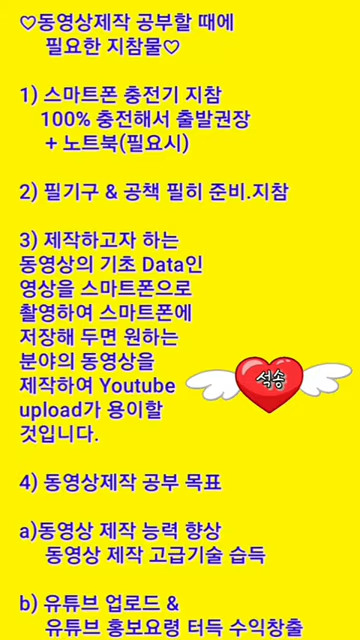 ♡동영상제작 공부할 때에
필요한 지참물♡
1) 스마트폰 충전기 지참
100% 충전해서 출발권장
+ 노트북(필요시)
2) 필기구 & 공책 필히 준비.지참
3) 제작하고자 하는
동영상의 기초 Data인
영상을 스마트폰으로
촬영하여 스마트폰에
저장해 두면 원하는
분야의 동영상을
제작하여 Youtube
upload가 용이할
것입니다.
석송
4) 동영상제작 공부 목표
a)동영상 제작 능력 향상
동영상 제작 고급기술 습득
b) 유튜브 업로드 &
유튜브 홍보요령 터득 수익창출